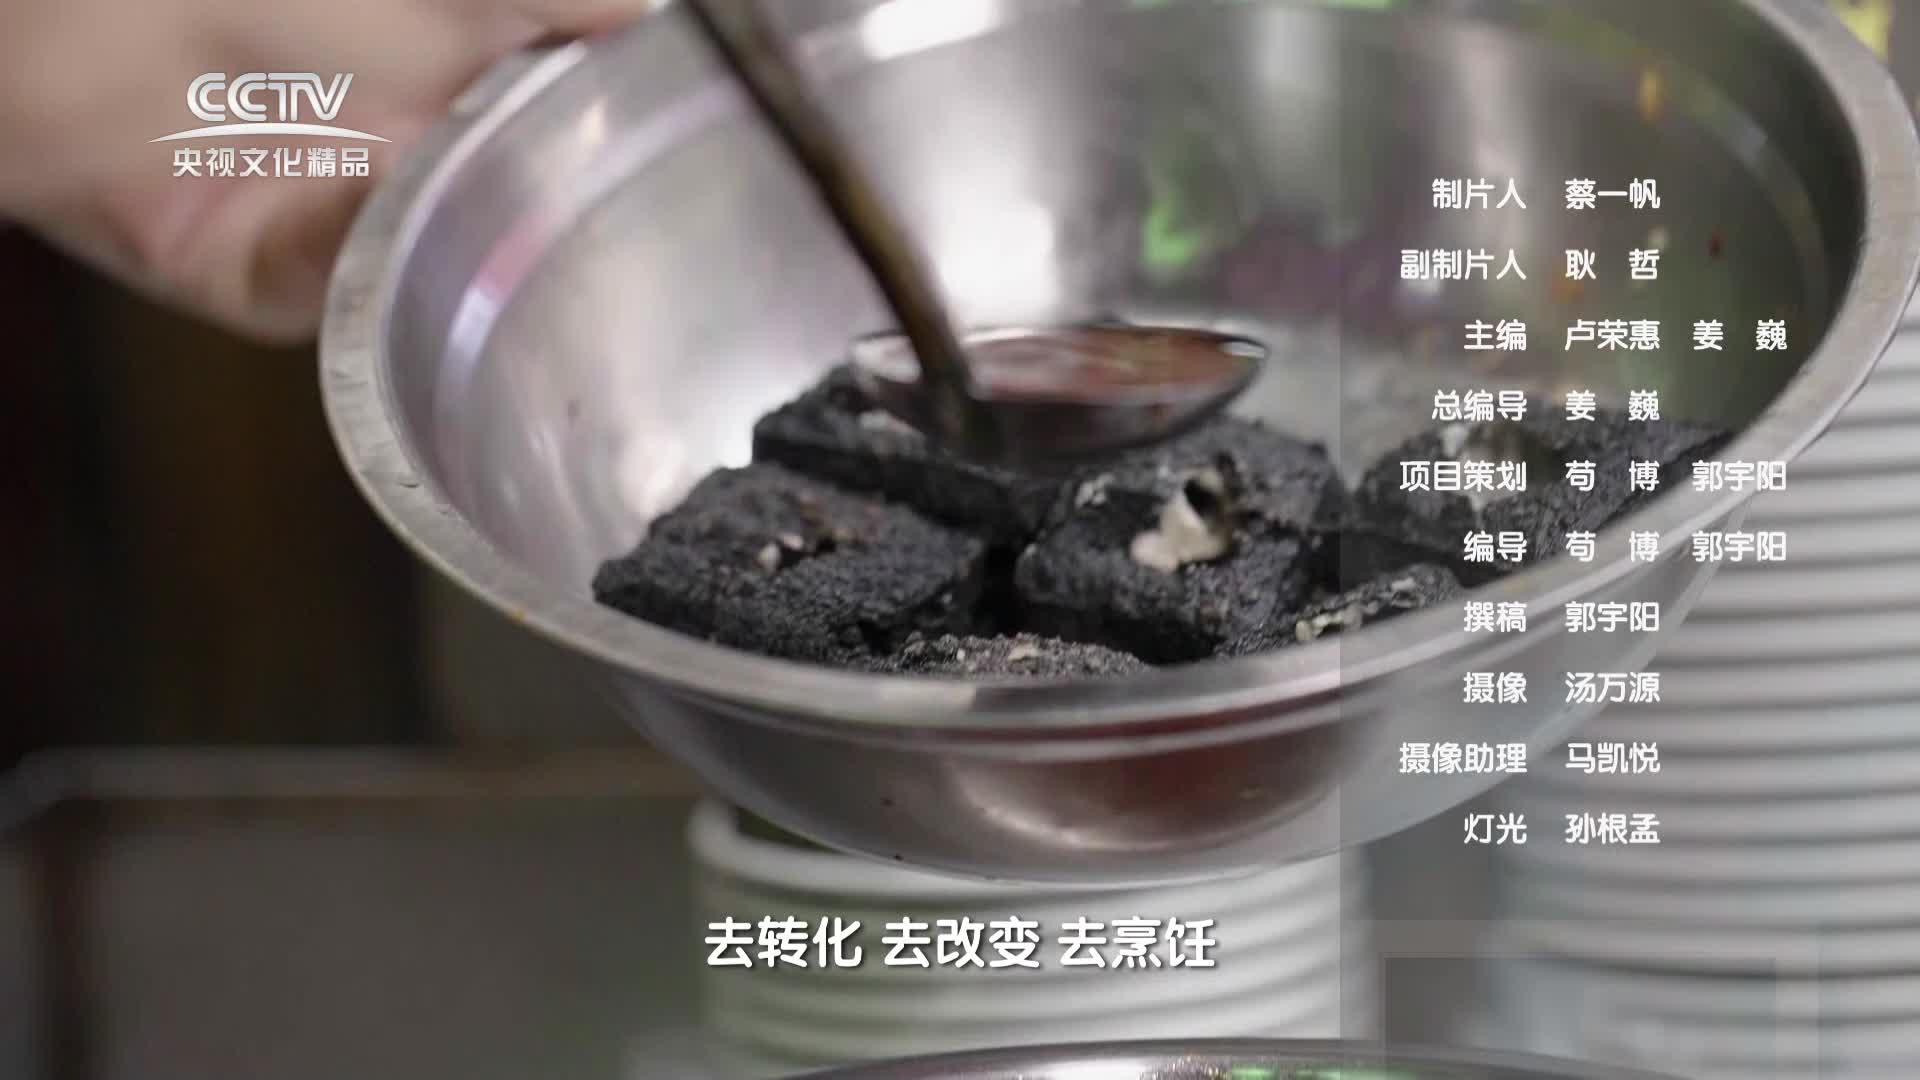 CCTV
央视文化精品
制片人 蔡一帆
副制片人 耿 哲
主编 卢荣惠 姜 巍
总编导 姜 巍
项目策划 苟 博 郭宇阳
编导 苟 博 郭宇阳
撰稿 郭宇阳
摄像 汤万源
摄像助理 马凯悦
灯光 孙根孟
去转化 去改变 去烹饪